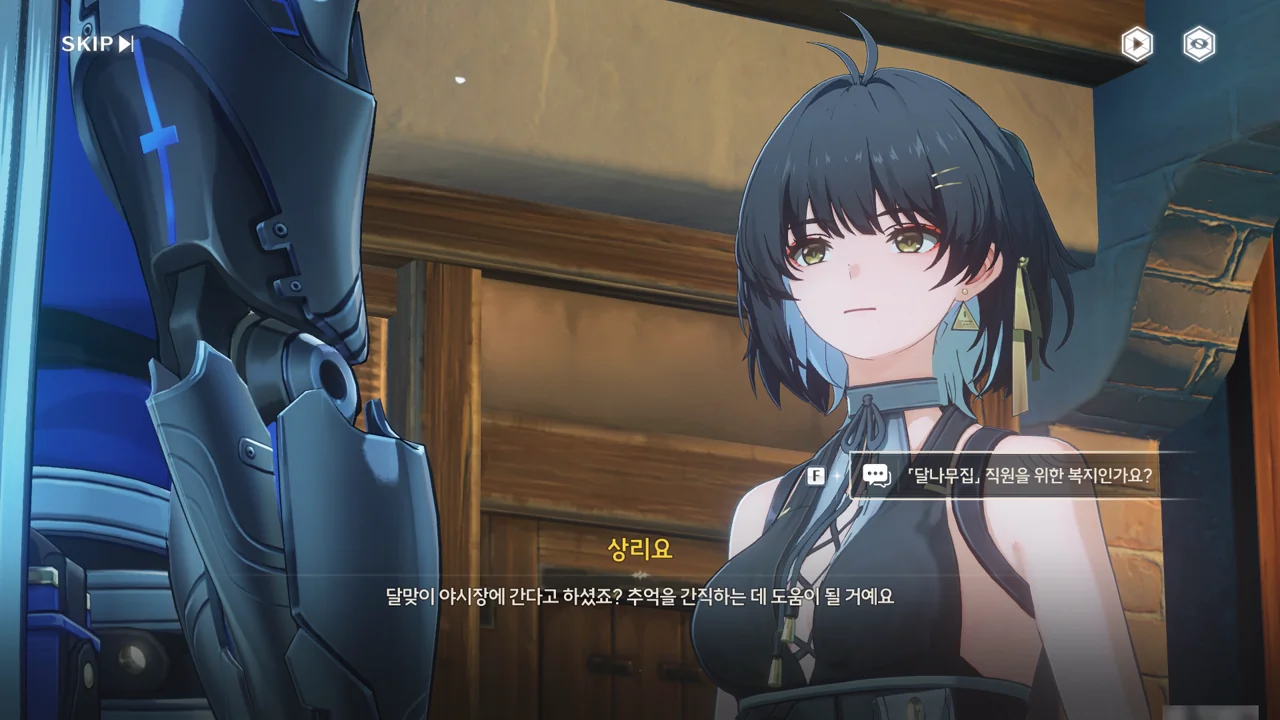 SKIP
F
「달나무집」 직원을 위한 복지인가요?
상리요
달맞이 야시장에 간다고 하셨죠? 추억을 간직하는 데 도움이 될 거예요